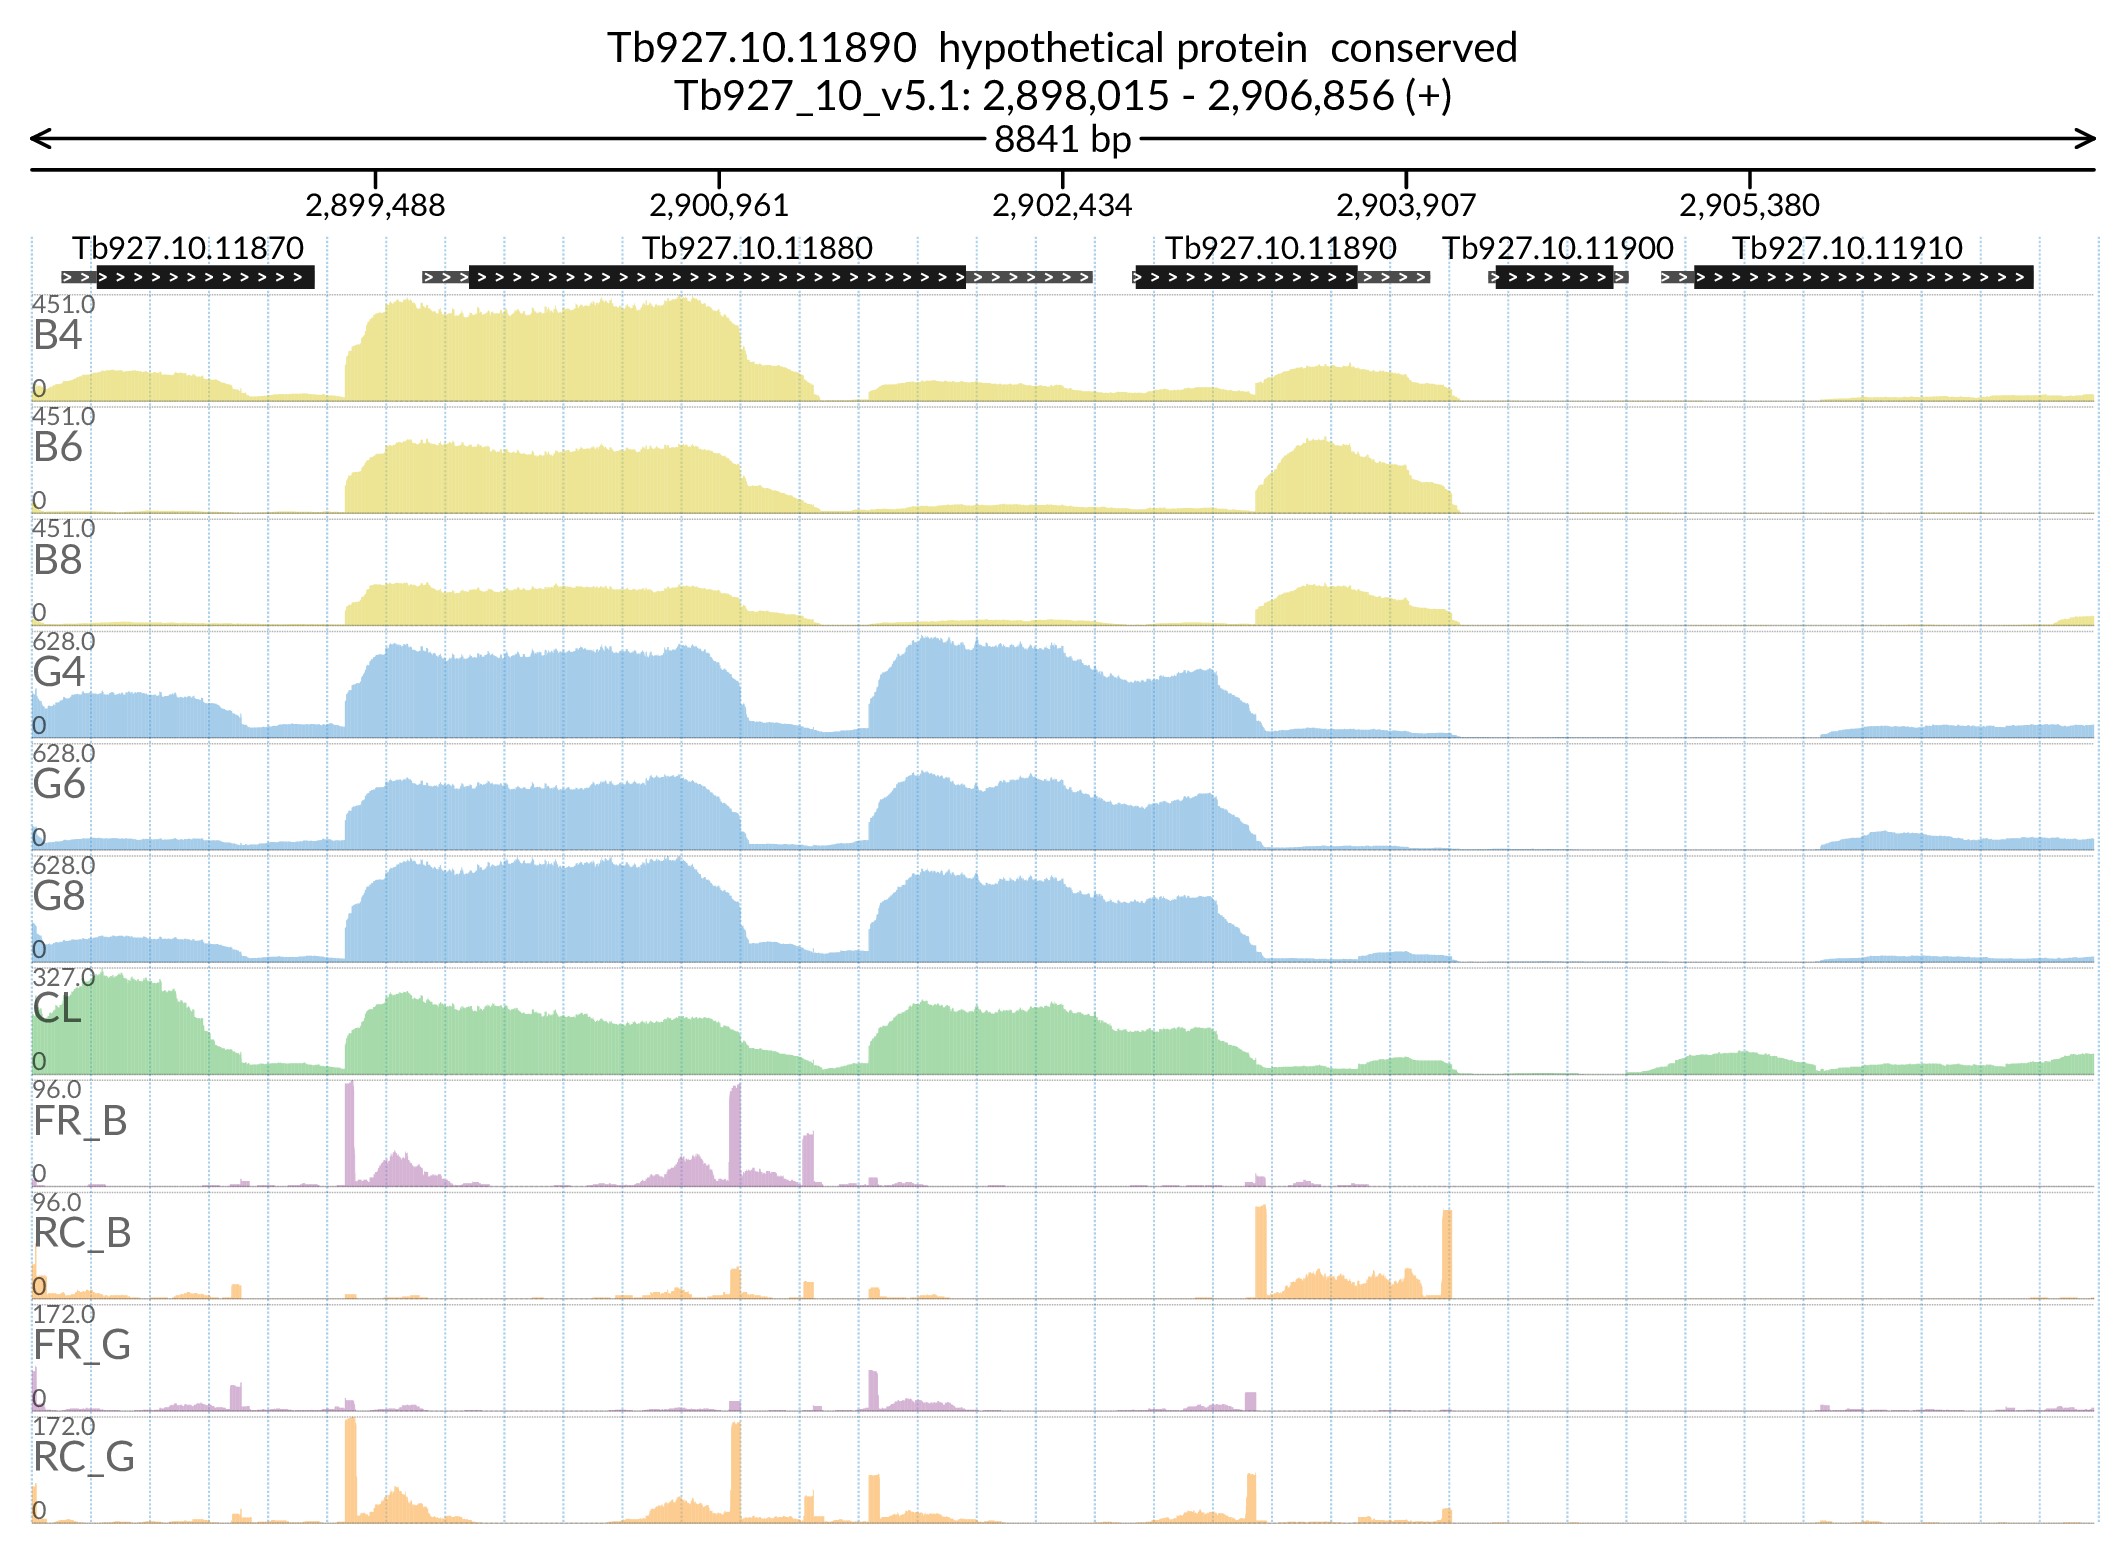 Tb927.10.11890 hypothetical protein conserved
Tb927_10_v5.1: 2,898,015 - 2,906,856 (+)
8841 bp
2,899,488 2,900,961 2,902,434 2,903,907 2,905,380
Tb927.10.11870 Tb927.10.11880 Tb927.10.11890 Tb927.10.11900 Tb927.10.11910
451.0
B4
0
451.0
B6
0
451.0
B8
0
628.0
G4
0
628.0
G6
0
628.0
G8
0
327.0
CL
0
96.0
FR_B
0
96.0
RC_B
0
172.0
FR_G
0
172.0
RC_G
0